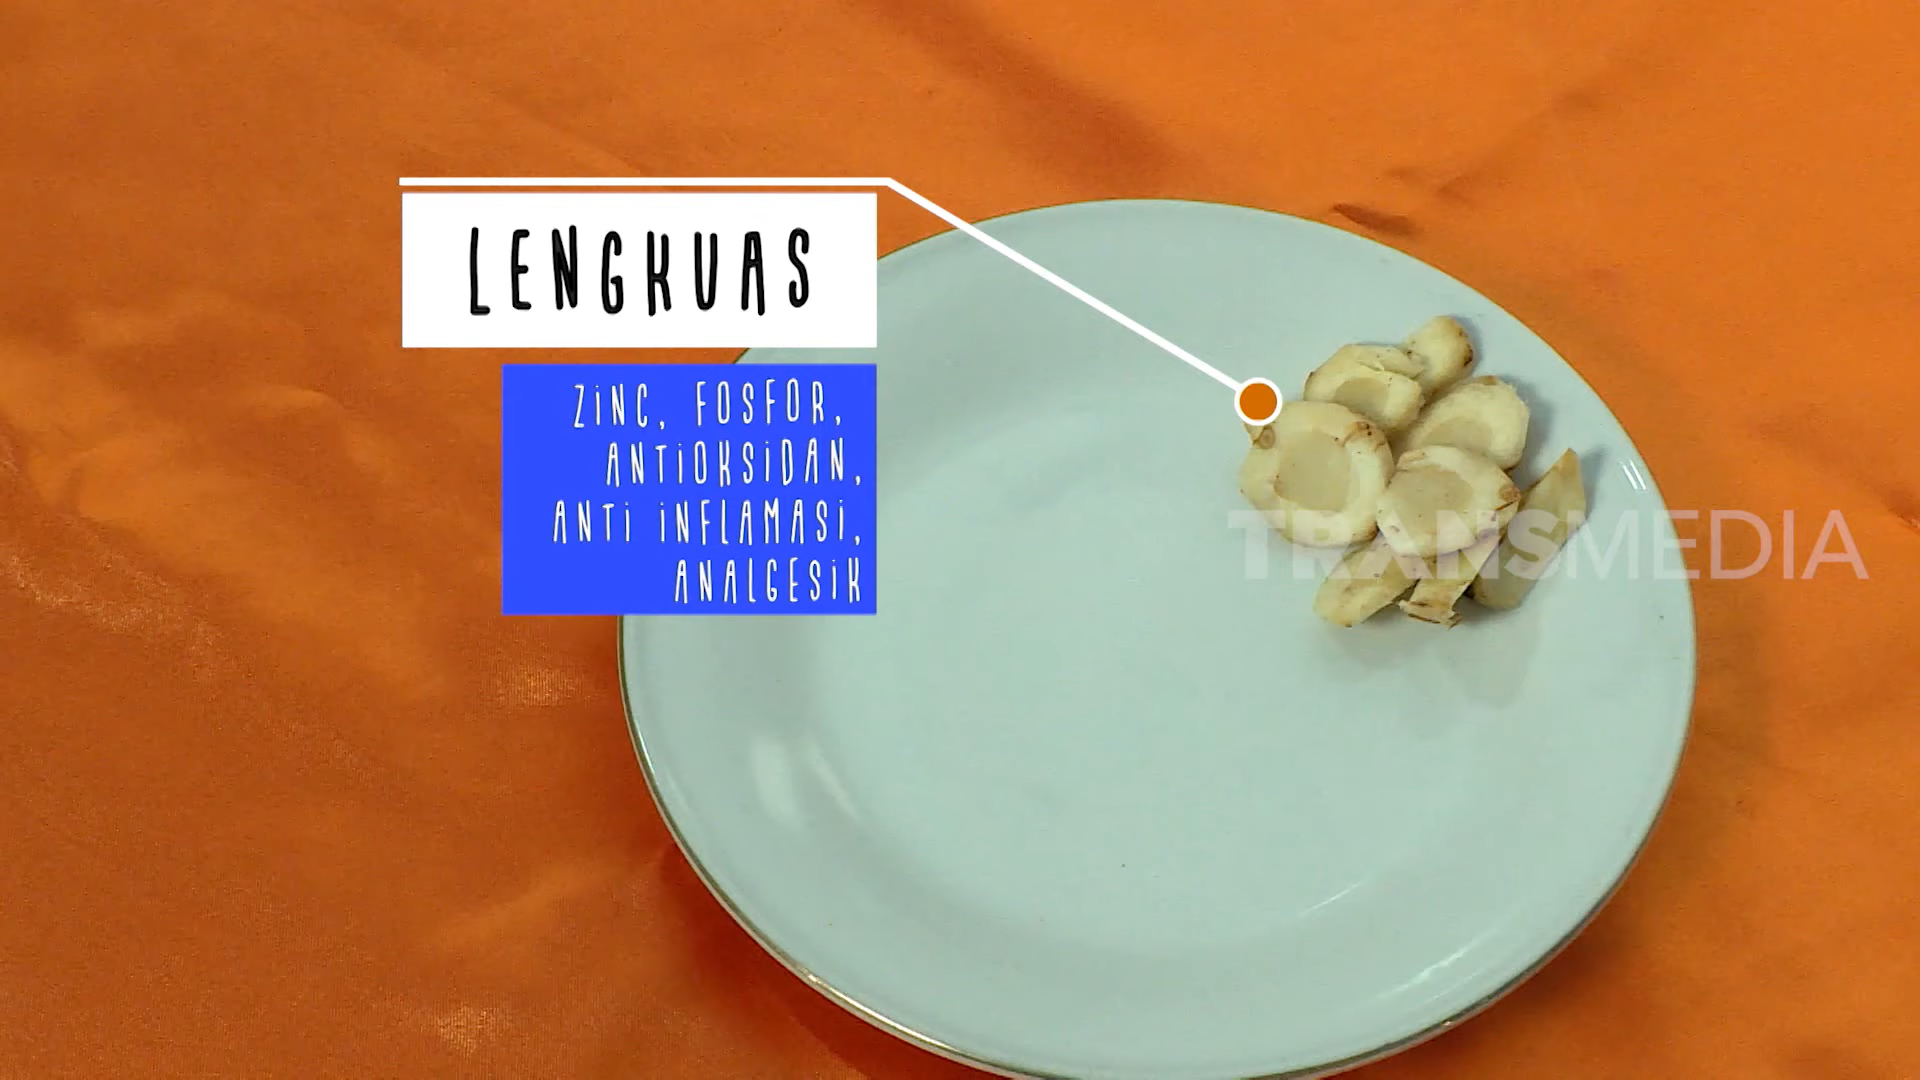 LENGKUAS
ZiNC, FOSFOR,
ANTiOKSiDAN,
ANTi iNFLAMASi,
ANALGESiK
TRANSMEDIA